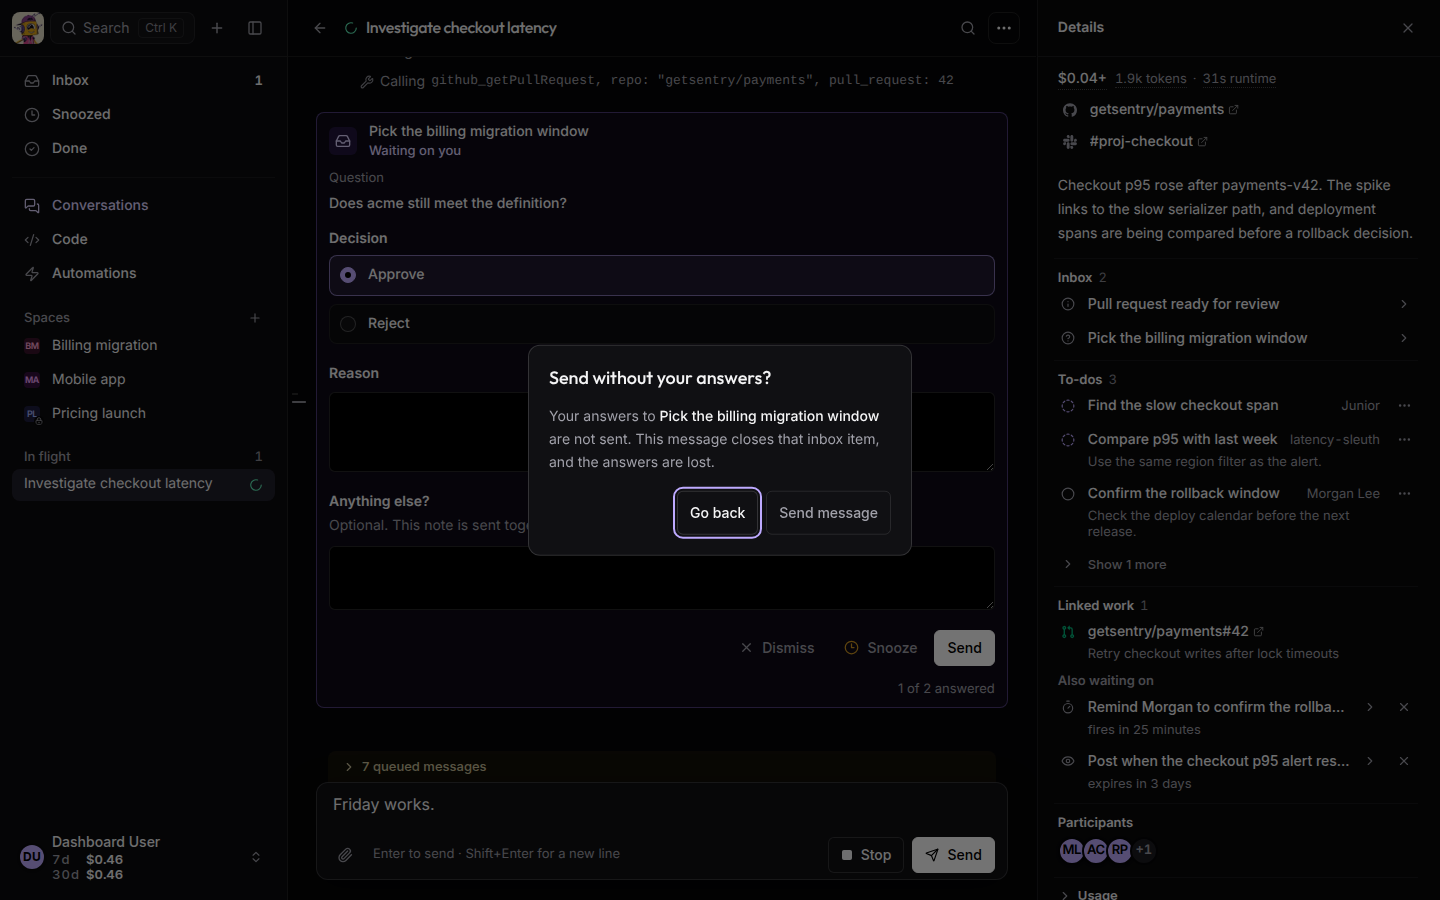 Search
Ctrl K
Inbox
1
Snoozed
Done
Conversations
Code
Automations
Spaces
BM
Billing migration
MA
Mobile app
PL
Pricing launch
In flight
1
Investigate checkout latency
DU
Dashboard User
7d $0.46
30d $0.46
Investigate checkout latency
Calling github_getPullRequest, repo: "getsentry/payments", pull_request: 42
Pick the billing migration window
Waiting on you
Question
Does acme still meet the definition?
Decision
Approve
Reject
Reason
Anything else?
Optional. This note is sent toge
Dismiss
Snooze
Send
1 of 2 answered
7 queued messages
Friday works.
Enter to send · Shift+Enter for a new line
Stop
Send
Send without your answers?
Your answers to Pick the billing migration window
are not sent. This message closes that inbox item,
and the answers are lost.
Go back
Send message
Details
$0.04+ 1.9k tokens · 31s runtime
getsentry/payments
#proj-checkout
Checkout p95 rose after payments-v42. The spike
links to the slow serializer path, and deployment
spans are being compared before a rollback decision.
Inbox 2
Pull request ready for review
Pick the billing migration window
To-dos 3
Find the slow checkout span
Junior
Compare p95 with last week
latency-sleuth
Use the same region filter as the alert.
Confirm the rollback window
Morgan Lee
Check the deploy calendar before the next
release.
Show 1 more
Linked work 1
getsentry/payments#42
Retry checkout writes after lock timeouts
Also waiting on
Remind Morgan to confirm the rollba...
fires in 25 minutes
Post when the checkout p95 alert res...
expires in 3 days
Participants
ML
AC
RP
+1
Usage